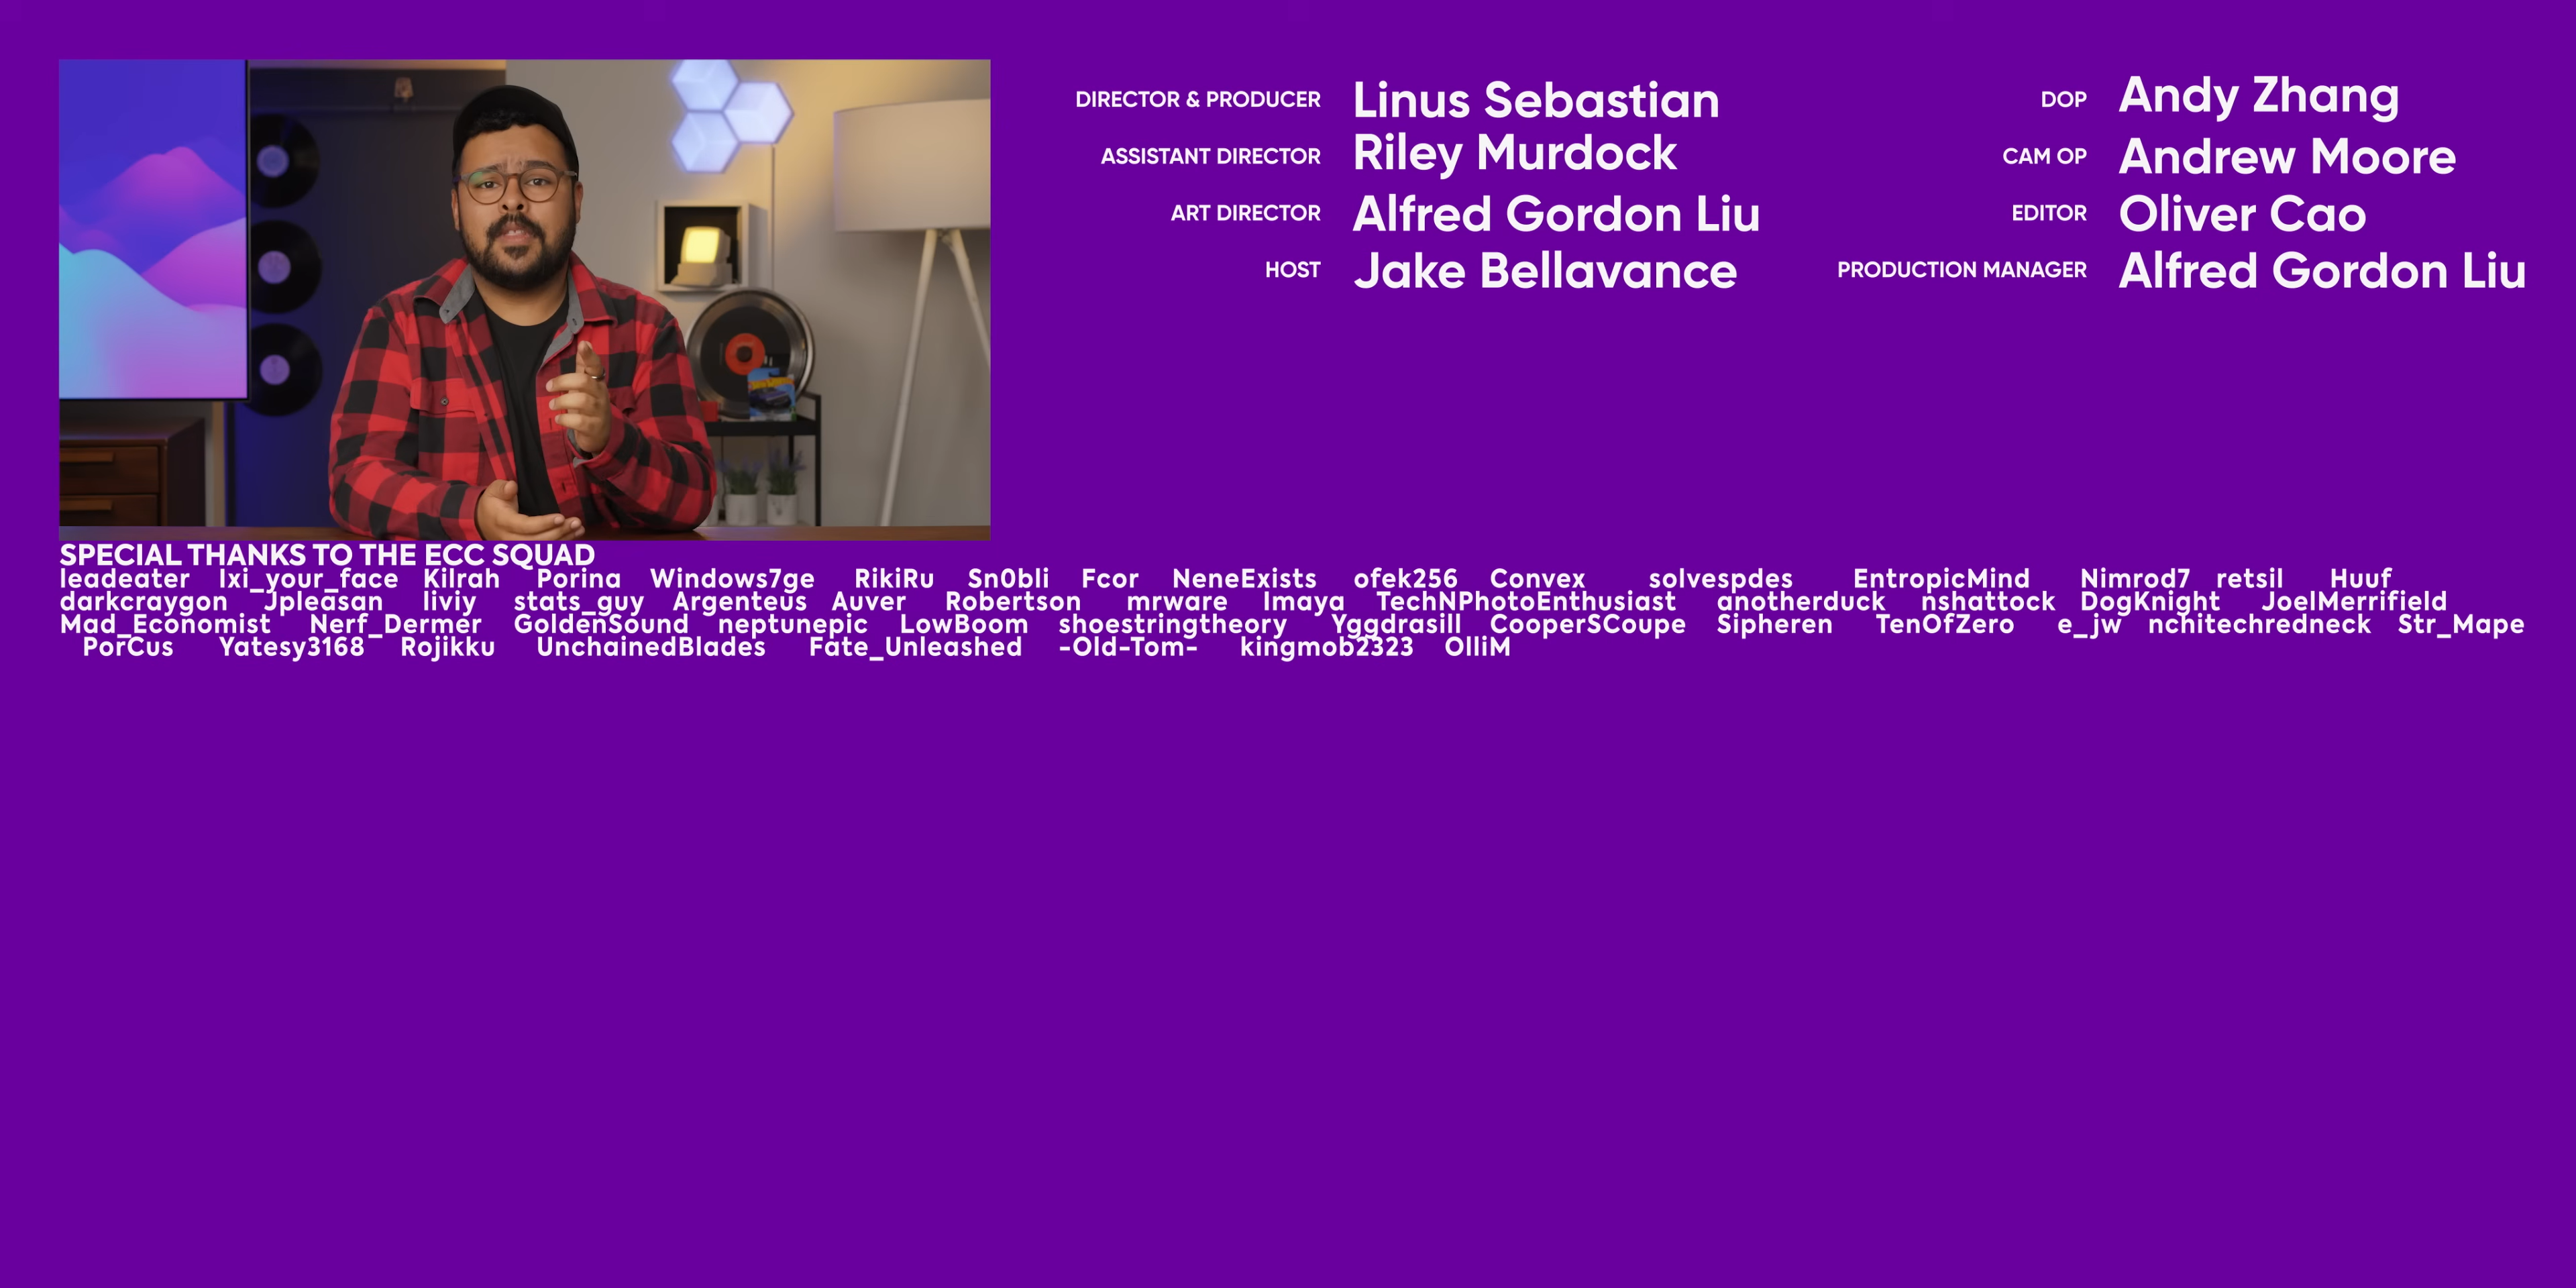 DIRECTOR & PRODUCER Linus Sebastian
ASSISTANT DIRECTOR Riley Murdock
ART DIRECTOR Alfred Gordon Liu
HOST Jake Bellavance
DOP Andy Zhang
CAM OP Andrew Moore
EDITOR Oliver Cao
PRODUCTION MANAGER Alfred Gordon Liu
SPECIAL THANKS TO THE ECC SQUAD
leadeater lxi_your_face Kilrah Porina Windows7ge RikiRu Sn0bli Fcor NeneExists ofek256 Convex solvespdes EntropicMind Nimrod7 retsil Huuf
darkcraygon Jpleasan liviy stats_guy Argenteus Auver Robertson mrware Imaya TechNPhotoEnthusiast anotherduck nshattock DogKnight JoelMerrifield
Mad_Economist Nerf_Dermer GoldenSound neptunepic LowBoom shoestringtheory Yggdrasill CooperSCoupe Sipheren TenOfZero e_jw nchitechredneck Str_Mape
PorCus Yatesy3168 Rojikku UnchainedBlades Fate_Unleashed -Old-Tom- kingmob2323 OlliM